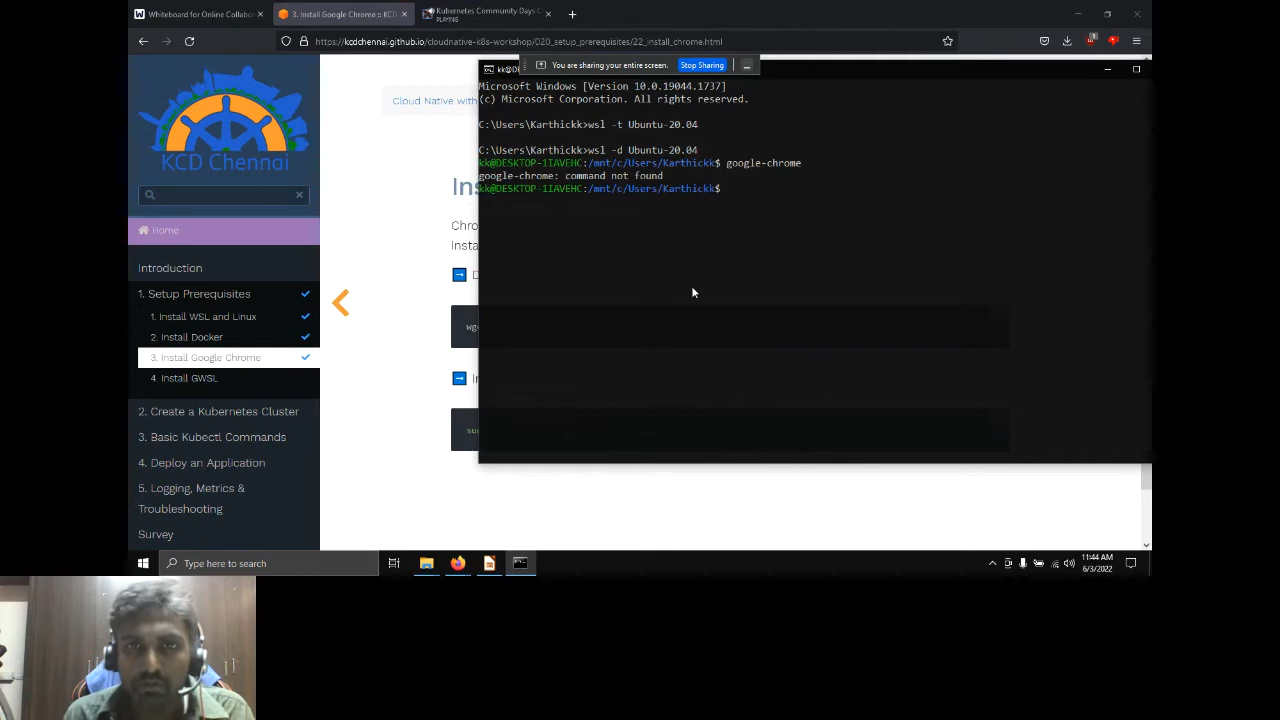 Whiteboard for Online Collabo
3. Install Google Chrome :: KCD
Kubernetes Community Days C
PLAYING
https://kcdchennai.github.io/cloudnative-k8s-workshop/020_setup_prerequisites/22_install_chrome.html
You are sharing your entire screen.
Stop Sharing
KCD Chennai
Home
Introduction
1. Setup Prerequisites
1. Install WSL and Linux
2. Install Docker
3. Install Google Chrome
4. Install GWSL
2. Create a Kubernetes Cluster
3. Basic Kubectl Commands
4. Deploy an Application
5. Logging, Metrics &
Troubleshooting
Survey
Cloud Native with
Ins
Chro
Insta
D
wg
In
su
kk@D
Microsoft Windows [Version 10.0.19044.1737]
(c) Microsoft Corporation. All rights reserved.
C:\Users\Karthickk>wsl -t Ubuntu-20.04
C:\Users\Karthickk>wsl -d Ubuntu-20.04
kk@DESKTOP-1IAVEHC:/mnt/c/Users/Karthickk$ google-chrome
google-chrome: command not found
kk@DESKTOP-1IAVEHC:/mnt/c/Users/Karthickk$
Type here to search
11:44 AM
6/3/2022